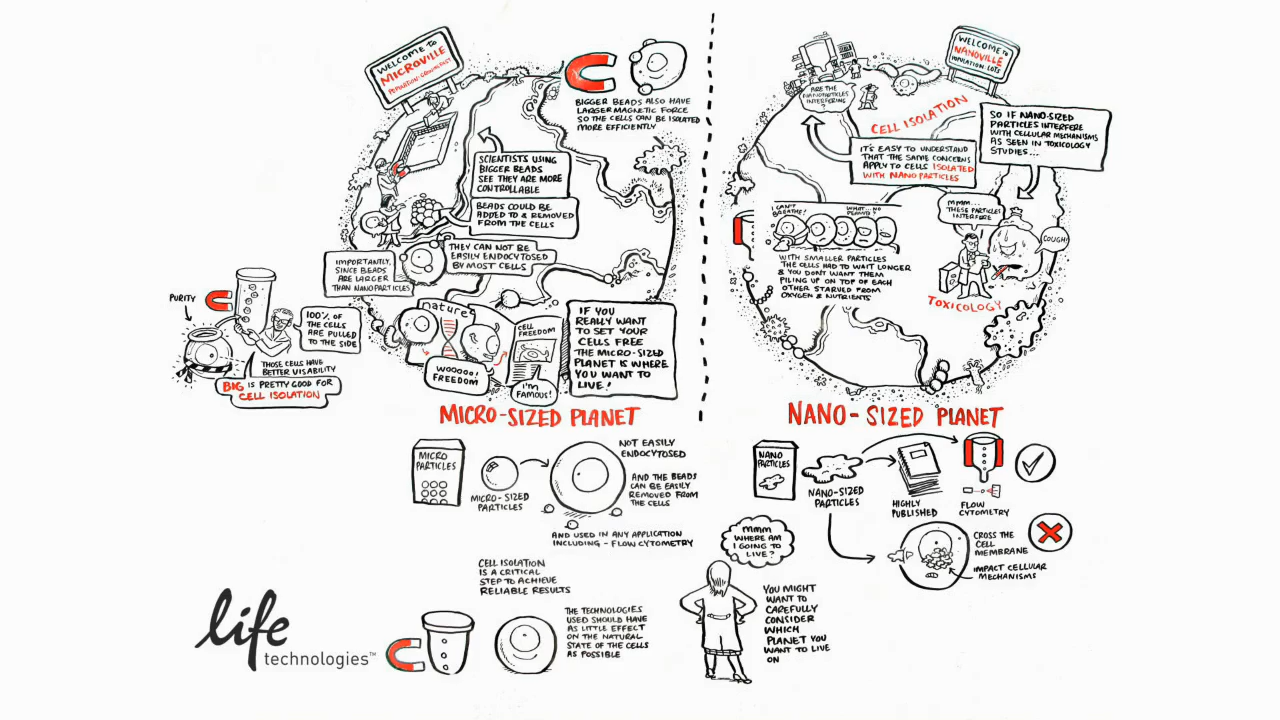 WELCOME TO
MICROVILLE
POPULATION: GROWING FAST
BIGGER BEADS ALSO HAVE
LARGER MAGNETIC FORCE
SO THE CELLS CAN BE ISOLATED
MORE EFFICIENTLY
SCIENTISTS USING
BIGGER BEADS
SEE THEY ARE MORE
CONTROLLABLE
BEADS COULD BE
ADDED TO & REMOVED
FROM THE CELLS
THEY CAN NOT BE
EASILY ENDOCYTOSED
BY MOST CELLS
IMPORTANTLY,
SINCE BEADS
ARE LARGER
THAN NANOPARTICLES
PURITY
100% OF
THE CELLS
ARE PULLED
TO THE SIDE
THOSE CELLS HAVE
BETTER VISABILITY
BIG IS PRETTY GOOD FOR
CELL ISOLATION
nature
WOOOOO!
FREEDOM
CELL
FREEDOM
I'M
FAMOUS!
IF YOU
REALLY WANT
TO SET YOUR
CELLS FREE
THE MICRO-SIZED
PLANET IS WHERE
YOU WANT TO
LIVE!
MICRO-SIZED PLANET
MICRO
PARTICLES
MICRO-SIZED
PARTICLES
NOT EASILY
ENDOCYTOSED
AND THE BEADS
CAN BE EASILY
REMOVED FROM
THE CELLS
AND USED IN ANY APPLICATION
INCLUDING - FLOW CYTOMETRY
CELL ISOLATION
IS A CRITICAL
STEP TO ACHIEVE
RELIABLE RESULTS
THE TECHNOLOGIES
USED SHOULD HAVE
AS LITTLE EFFECT
ON THE NATURAL
STATE OF THE CELLS
AS POSSIBLE
life
technologies™
WELCOME TO
NANOVILLE
POPULATION: LOTS
ARE THE
NANOPARTICLES
INTERFERING
?
CELL ISOLATION
IT'S EASY TO UNDERSTAND
THAT THE SAME CONCERNS
APPLY TO CELLS ISOLATED
WITH NANOPARTICLES
SO IF NANO-SIZED
PARTICLES INTERFERE
WITH CELLULAR MECHANISMS
AS SEEN IN TOXICOLOGY
STUDIES...
I CAN'T
BREATHE!
WHAT...NO
PEANUTS?
WITH SMALLER PARTICLES
THE CELLS HAD TO WAIT LONGER
& YOU DON'T WANT THEM
PILING UP ON TOP OF EACH
OTHER STARVED FROM
OXYGEN & NUTRIENTS
MMM...
THESE PARTICLES
INTERFERE
COUGH!
TOXICOLOGY
NANO-SIZED PLANET
NANO
PARTICLES
NANO-SIZED
PARTICLES
HIGHLY
PUBLISHED
FLOW
CYTOMETRY
CROSS THE
CELL
MEMBRANE
IMPACT CELLULAR
MECHANISMS
MMMM
WHERE AM
I GOING TO
LIVE?
YOU MIGHT
WANT TO
CAREFULLY
CONSIDER
WHICH
PLANET YOU
WANT TO LIVE
ON